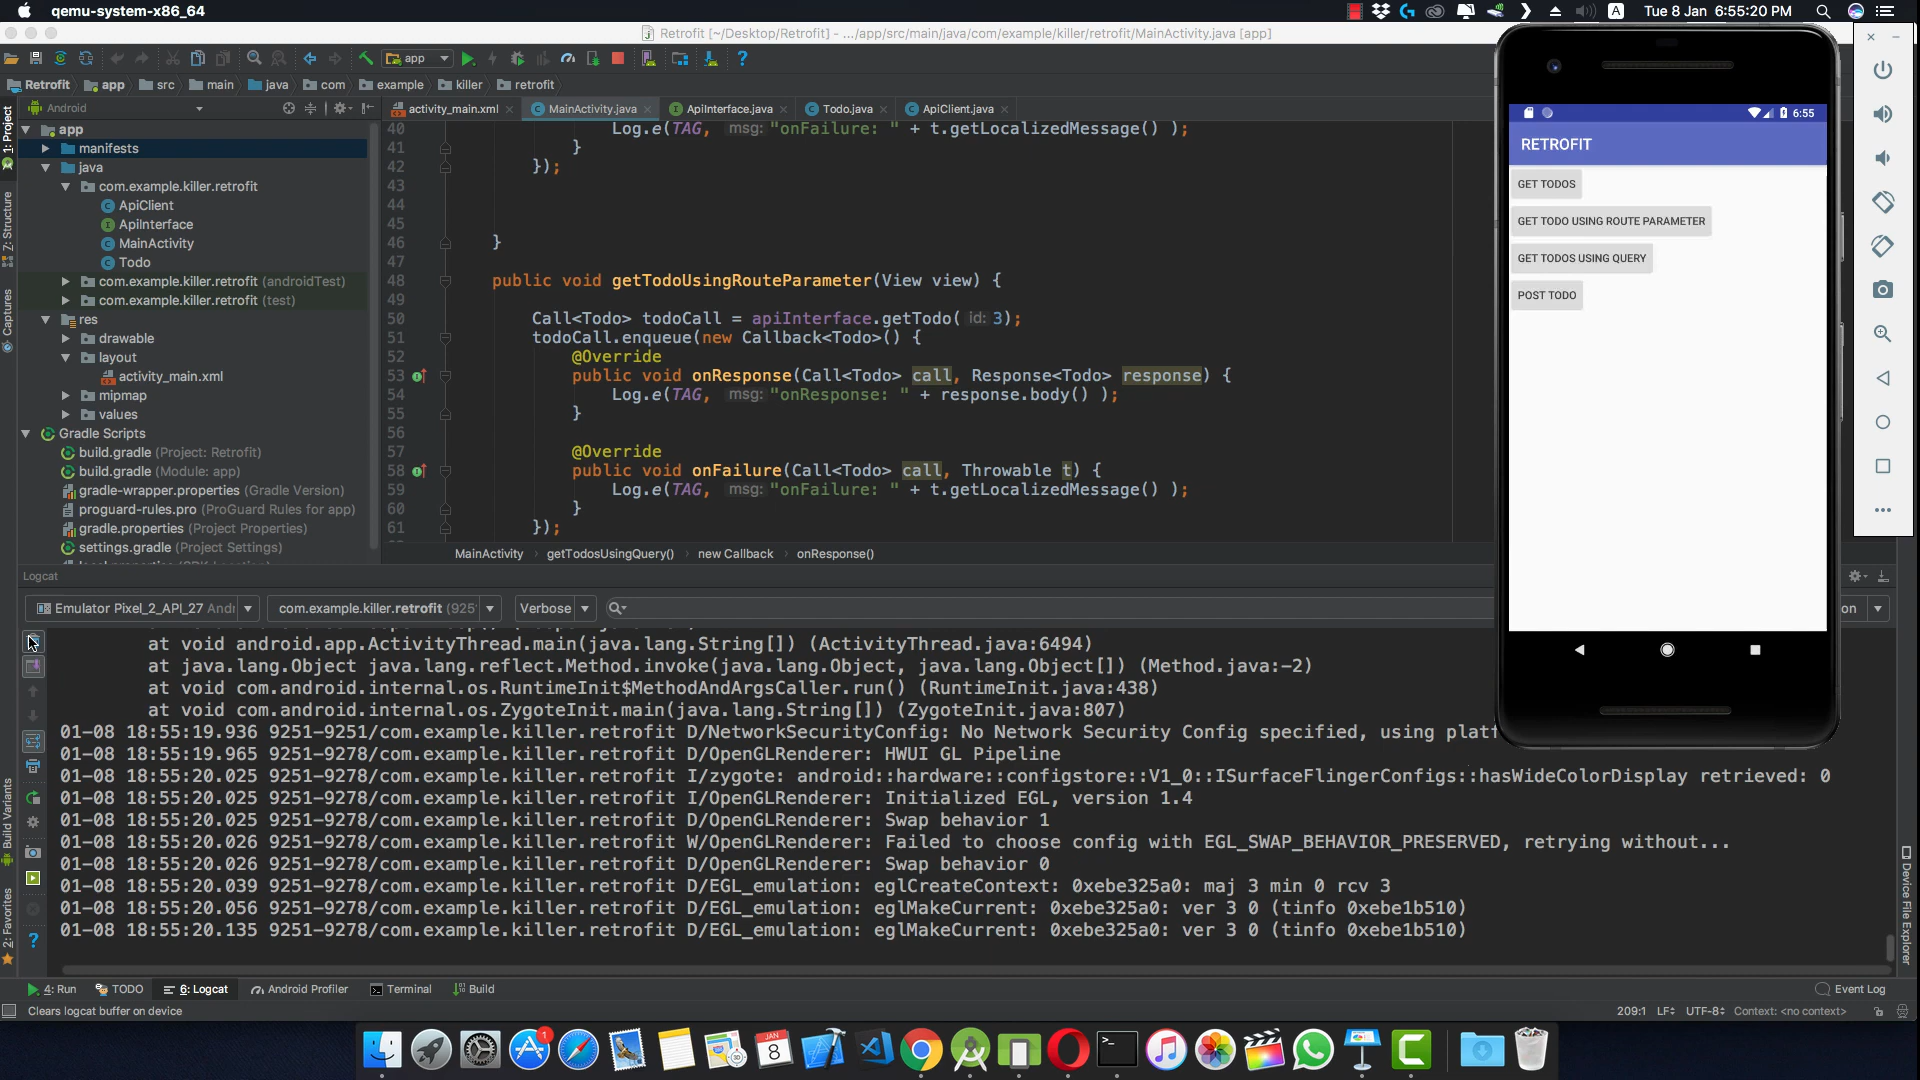 qemu-system-x86_64
A
Tue 8 Jan 6:55:20 PM
Retrofit [~/Desktop/Retrofit] - .../app/src/main/java/com/example/killer/retrofit/MainActivity.java [app]
app
Retrofit
app
src
main
java
com
example
killer
retrofit
1: Project
7: Structure
Captures
Build Variants
2: Favorites
Android
app
manifests
java
com.example.killer.retrofit
ApiClient
ApiInterface
MainActivity
Todo
com.example.killer.retrofit (androidTest)
com.example.killer.retrofit (test)
res
drawable
layout
activity_main.xml
mipmap
values
Gradle Scripts
build.gradle (Project: Retrofit)
build.gradle (Module: app)
gradle-wrapper.properties (Gradle Version)
proguard-rules.pro (ProGuard Rules for app)
gradle.properties (Project Properties)
settings.gradle (Project Settings)
activity_main.xml
MainActivity.java
ApiInterface.java
Todo.java
ApiClient.java
40 Log.e(TAG, msg: "onFailure: " + t.getLocalizedMessage() );
41 }
42 });
43
44
45
46 }
47
48 public void getTodoUsingRouteParameter(View view) {
49
50 Call<Todo> todoCall = apiInterface.getTodo( id: 3);
51 todoCall.enqueue(new Callback<Todo>() {
52 @Override
53 public void onResponse(Call<Todo> call, Response<Todo> response) {
54 Log.e(TAG, msg: "onResponse: " + response.body() );
55 }
56
57 @Override
58 public void onFailure(Call<Todo> call, Throwable t) {
59 Log.e(TAG, msg: "onFailure: " + t.getLocalizedMessage() );
60 }
61 });
MainActivity
getTodosUsingQuery()
new Callback
onResponse()
6:55
RETROFIT
GET TODOS
GET TODO USING ROUTE PARAMETER
GET TODOS USING QUERY
POST TODO
Logcat
Emulator Pixel_2_API_27 Andr
com.example.killer.retrofit (925
Verbose
on
at void android.app.ActivityThread.main(java.lang.String[]) (ActivityThread.java:6494)
at java.lang.Object java.lang.reflect.Method.invoke(java.lang.Object, java.lang.Object[]) (Method.java:-2)
at void com.android.internal.os.RuntimeInit$MethodAndArgsCaller.run() (RuntimeInit.java:438)
at void com.android.internal.os.ZygoteInit.main(java.lang.String[]) (ZygoteInit.java:807)
01-08 18:55:19.936 9251-9251/com.example.killer.retrofit D/NetworkSecurityConfig: No Network Security Config specified, using platf
01-08 18:55:19.965 9251-9278/com.example.killer.retrofit D/OpenGLRenderer: HWUI GL Pipeline
01-08 18:55:20.025 9251-9278/com.example.killer.retrofit I/zygote: android::hardware::configstore::V1_0::ISurfaceFlingerConfigs::hasWideColorDisplay retrieved: 0
01-08 18:55:20.025 9251-9278/com.example.killer.retrofit I/OpenGLRenderer: Initialized EGL, version 1.4
01-08 18:55:20.025 9251-9278/com.example.killer.retrofit D/OpenGLRenderer: Swap behavior 1
01-08 18:55:20.026 9251-9278/com.example.killer.retrofit W/OpenGLRenderer: Failed to choose config with EGL_SWAP_BEHAVIOR_PRESERVED, retrying without...
01-08 18:55:20.026 9251-9278/com.example.killer.retrofit D/OpenGLRenderer: Swap behavior 0
01-08 18:55:20.039 9251-9278/com.example.killer.retrofit D/EGL_emulation: eglCreateContext: 0xebe325a0: maj 3 min 0 rcv 3
01-08 18:55:20.056 9251-9278/com.example.killer.retrofit D/EGL_emulation: eglMakeCurrent: 0xebe325a0: ver 3 0 (tinfo 0xebe1b510)
01-08 18:55:20.135 9251-9278/com.example.killer.retrofit D/EGL_emulation: eglMakeCurrent: 0xebe325a0: ver 3 0 (tinfo 0xebe1b510)
Device File Explorer
4: Run
TODO
6: Logcat
Android Profiler
Terminal
Build
Event Log
Clears logcat buffer on device
209:1
LF
UTF-8
Context: <no context>
1
JAN
8